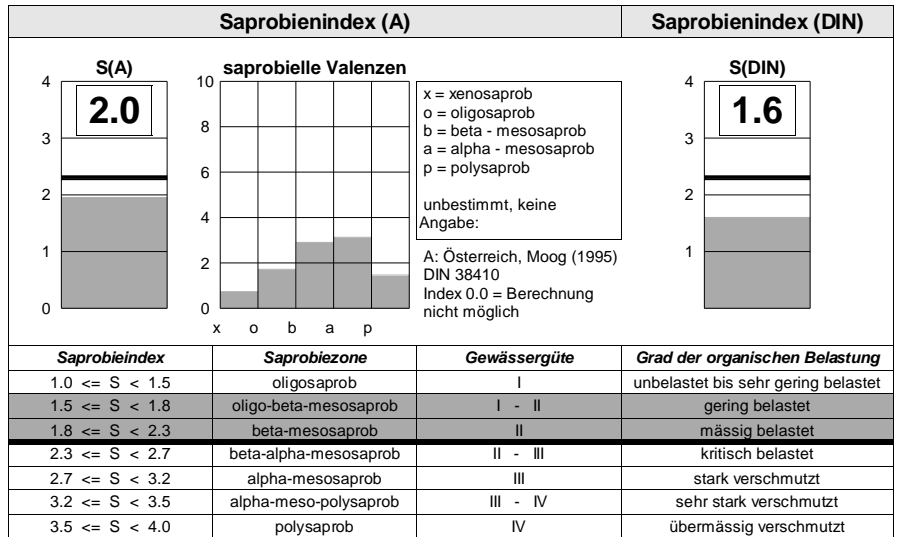 Saprobienindex (A)
Saprobienindex (DIN)
S(A)
4
3
2
1
0
2.0
saprobielle Valenzen
10
8
6
4
2
0
x o b a p
x = xenosaprob
o = oligosaprob
b = beta - mesosaprob
a = alpha - mesosaprob
p = polysaprob
unbestimmt, keine
Angabe:
A: Österreich, Moog (1995)
DIN 38410
Index 0.0 = Berechnung
nicht möglich
S(DIN)
4
3
2
1
1.6
Saprobieindex Saprobiezone Gewässergüte Grad der organischen Belastung
1.0 <= S < 1.5 oligosaprob I unbelastet bis sehr gering belastet
1.5 <= S < 1.8 oligo-beta-mesosaprob I - II gering belastet
1.8 <= S < 2.3 beta-mesosaprob II mässig belastet
2.3 <= S < 2.7 beta-alpha-mesosaprob II - III kritisch belastet
2.7 <= S < 3.2 alpha-mesosaprob III stark verschmutzt
3.2 <= S < 3.5 alpha-meso-polysaprob III - IV sehr stark verschmutzt
3.5 <= S < 4.0 polysaprob IV übermässig verschmutzt